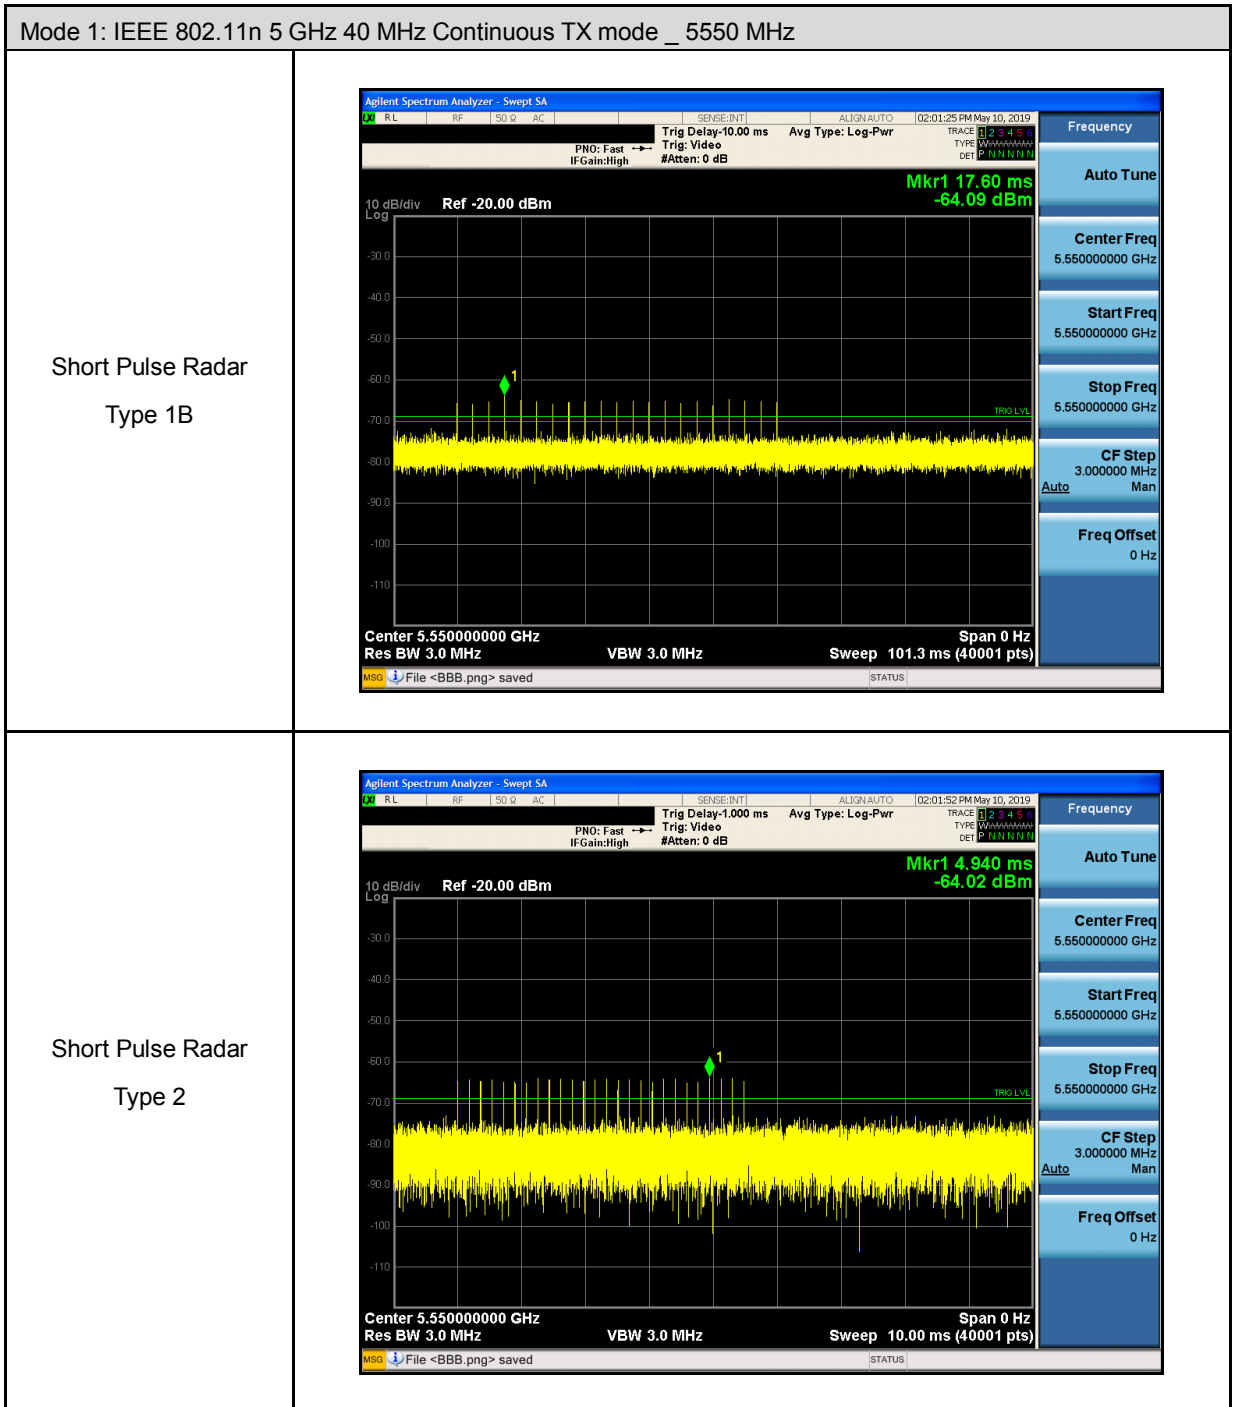 Mode 1: IEEE 802.11n 5 GHz 40 MHz Continuous TX mode _ 5550 MHz
Short Pulse Radar
Type 1B
Agilent Spectrum Analyzer - Swept SA
LXI RL RF 50 Ω AC SENSE:INT ALIGN AUTO 02:01:25 PM May 10, 2019
Trig Delay-10.00 ms Avg Type: Log-Pwr TRACE 1 2 3 4 5 6
PNO: Fast Trig: Video TYPE W
IFGain:High #Atten: 0 dB DET P N N N N N
Mkr1 17.60 ms
-64.09 dBm
10 dB/div Ref -20.00 dBm
Log
-30.0
-40.0
-50.0
-60.0
1
TRIG LVL
-70.0
-80.0
-90.0
-100
-110
Center 5.550000000 GHz Span 0 Hz
Res BW 3.0 MHz VBW 3.0 MHz Sweep 101.3 ms (40001 pts)
MSG File <BBB.png> saved STATUS
Frequency
Auto Tune
Center Freq
5.550000000 GHz
Start Freq
5.550000000 GHz
Stop Freq
5.550000000 GHz
CF Step
3.000000 MHz
Auto Man
Freq Offset
0 Hz
Short Pulse Radar
Type 2
Agilent Spectrum Analyzer - Swept SA
LXI RL RF 50 Ω AC SENSE:INT ALIGN AUTO 02:01:52 PM May 10, 2019
Trig Delay-1.000 ms Avg Type: Log-Pwr TRACE 1 2 3 4 5 6
PNO: Fast Trig: Video TYPE W
IFGain:High #Atten: 0 dB DET P N N N N N
Mkr1 4.940 ms
-64.02 dBm
10 dB/div Ref -20.00 dBm
Log
-30.0
-40.0
-50.0
-60.0
1
TRIG LVL
-70.0
-80.0
-90.0
-100
-110
Center 5.550000000 GHz Span 0 Hz
Res BW 3.0 MHz VBW 3.0 MHz Sweep 10.00 ms (40001 pts)
MSG File <BBB.png> saved STATUS
Frequency
Auto Tune
Center Freq
5.550000000 GHz
Start Freq
5.550000000 GHz
Stop Freq
5.550000000 GHz
CF Step
3.000000 MHz
Auto Man
Freq Offset
0 Hz